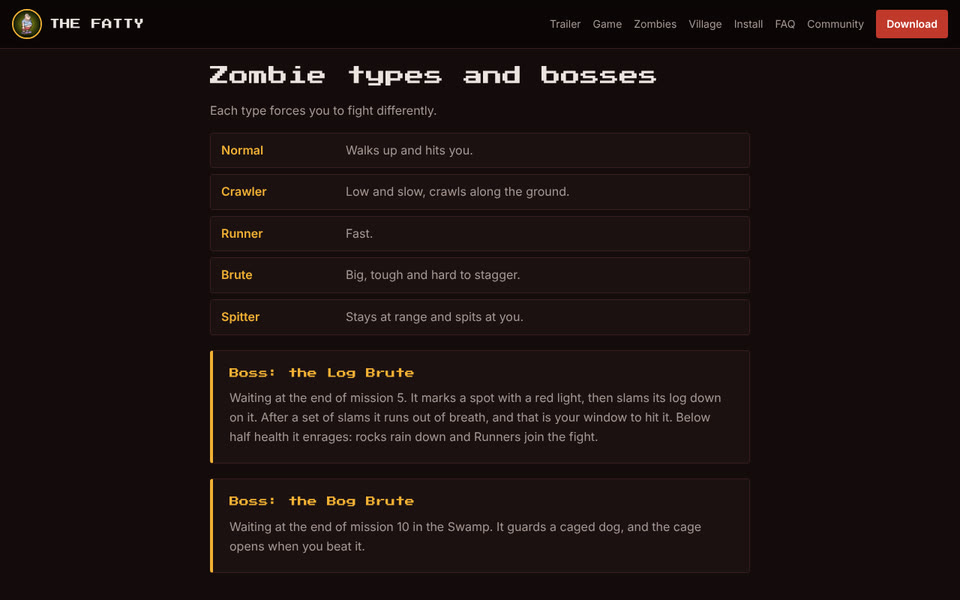 THE FATTY
Trailer Game Zombies Village Install FAQ Community Download
Zombie types and bosses
Each type forces you to fight differently.
Normal Walks up and hits you.
Crawler Low and slow, crawls along the ground.
Runner Fast.
Brute Big, tough and hard to stagger.
Spitter Stays at range and spits at you.
Boss: the Log Brute
Waiting at the end of mission 5. It marks a spot with a red light, then slams its log down
on it. After a set of slams it runs out of breath, and that is your window to hit it. Below
half health it enrages: rocks rain down and Runners join the fight.
Boss: the Bog Brute
Waiting at the end of mission 10 in the Swamp. It guards a caged dog, and the cage
opens when you beat it.